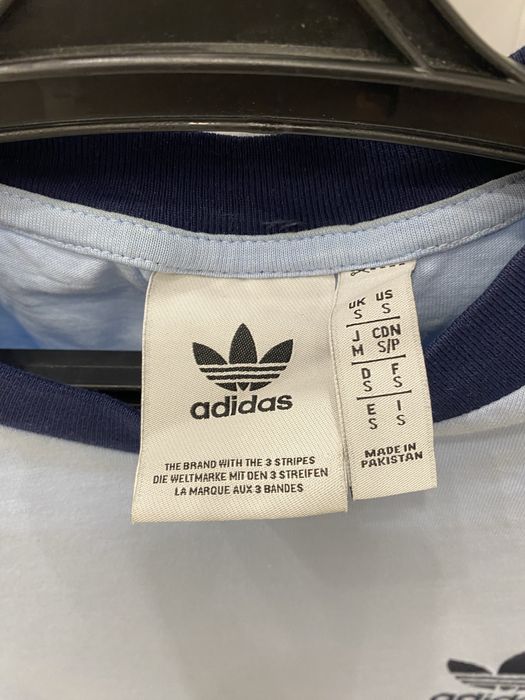 adidas
THE BRAND WITH THE 3 STRIPES
DIE WELTMARKE MIT DEN 3 STREIFEN
LA MARQUE AUX 3 BANDES
UK US
S S
J CDN
M S/P
D F
S S
E I
S S
MADE IN
PAKISTAN